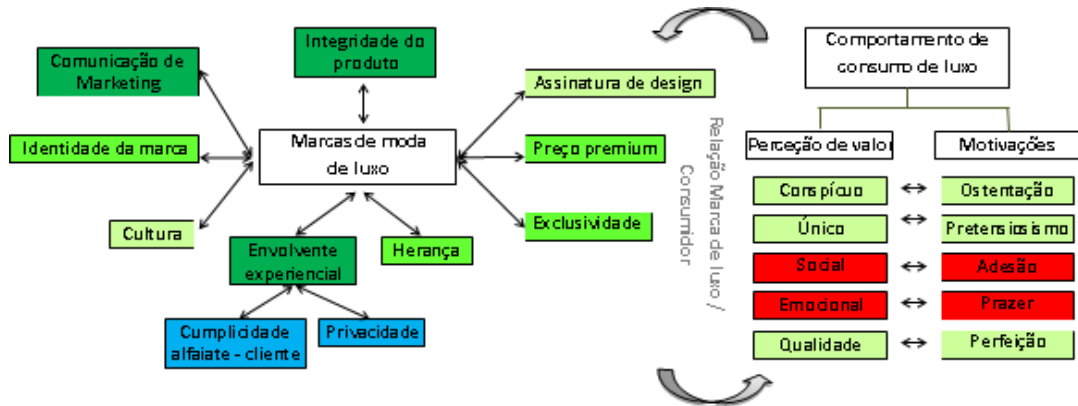 Comunicação de
Marketing
Integridade do
produto
Assinatura de design
Identidade da marca
Marcas de moda
de luxo
Preço premium
Cultura
Exclusividade
Envolvente
experiencial
Herança
Cumplicidade
alfaiate - cliente
Privacidade
Relação Marca de luxo /
Consumidor
Comportamento de
consumo de luxo
Perceção de valor
Motivações
Conspícuo
Ostentação
Único
Pretensiosismo
Social
Adesão
Emocional
Prazer
Qualidade
Perfeição